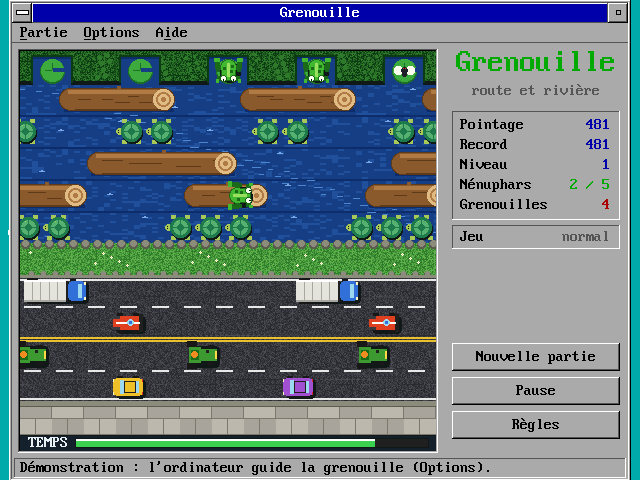 Grenouille
Partie Options Aide
Grenouille
route et rivière
Pointage 481
Record 481
Niveau 1
Nénuphars 2 / 5
Grenouilles 4
Jeu normal
Nouvelle partie
Pause
Règles
TEMPS
Démonstration : l'ordinateur guide la grenouille (Options).